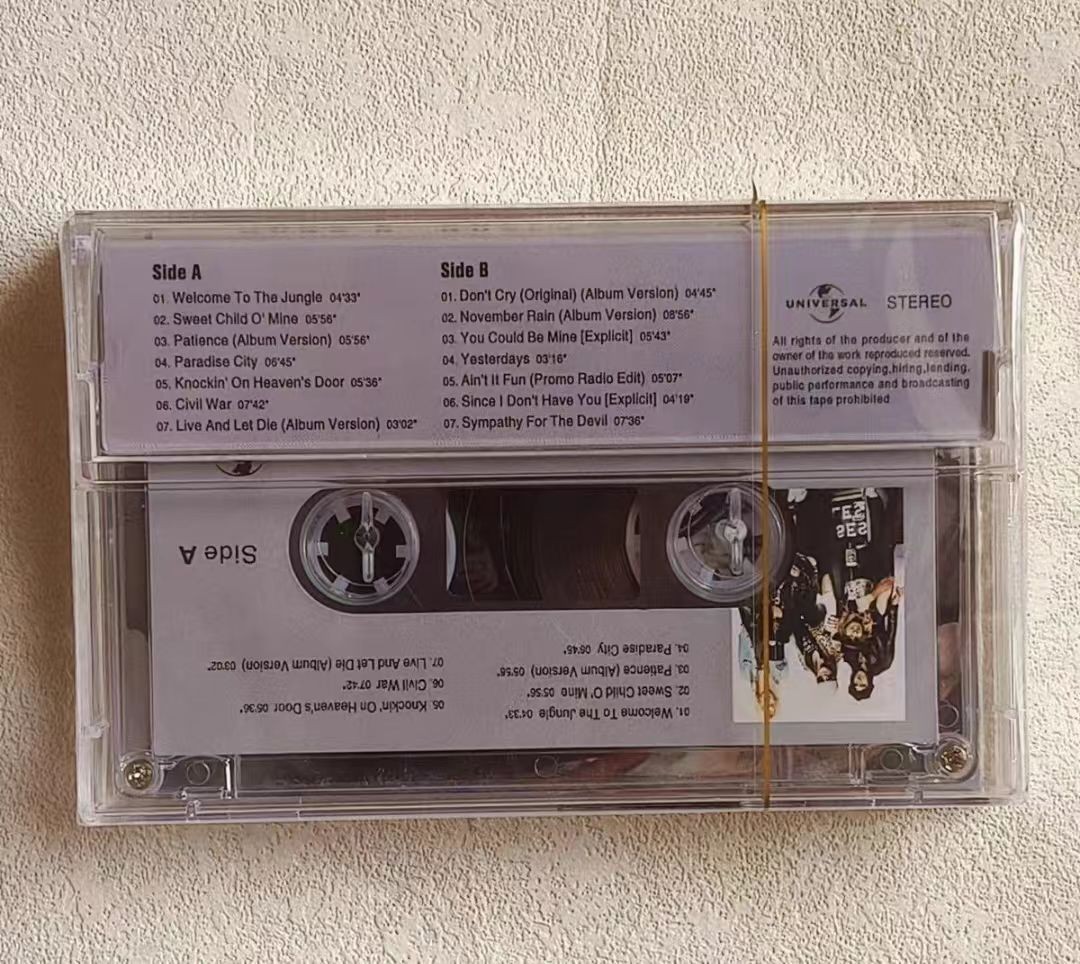 Side A
01. Welcome To The Jungle 04'33"
02. Sweet Child O' Mine 05'56"
03. Patience (Album Version) 05'56"
04. Paradise City 06'45"
05. Knockin' On Heaven's Door 05'36"
06. Civil War 07'42"
07. Live And Let Die (Album Version) 03'02"
Side B
01. Don't Cry (Original) (Album Version) 04'45"
02. November Rain (Album Version) 08'56"
03. You Could Be Mine [Explicit] 05'43"
04. Yesterdays 03'16"
05. Ain't It Fun (Promo Radio Edit) 05'07"
06. Since I Don't Have You [Explicit] 04'19"
07. Sympathy For The Devil 07'36"
UNIVERSAL STEREO
All rights of the producer and of the
owner of the work reproduced reserved.
Unauthorized copying,hiring,lending,
public performance and broadcasting
of this tape prohibited
Side A
01. Welcome To The Jungle 04'33"
02. Sweet Child O' Mine 05'56"
03. Patience (Album Version) 05'56"
04. Paradise City 06'45"
05. Knockin' On Heaven's Door 05'36"
06. Civil War 07'42"
07. Live And Let Die (Album Version) 03'02"